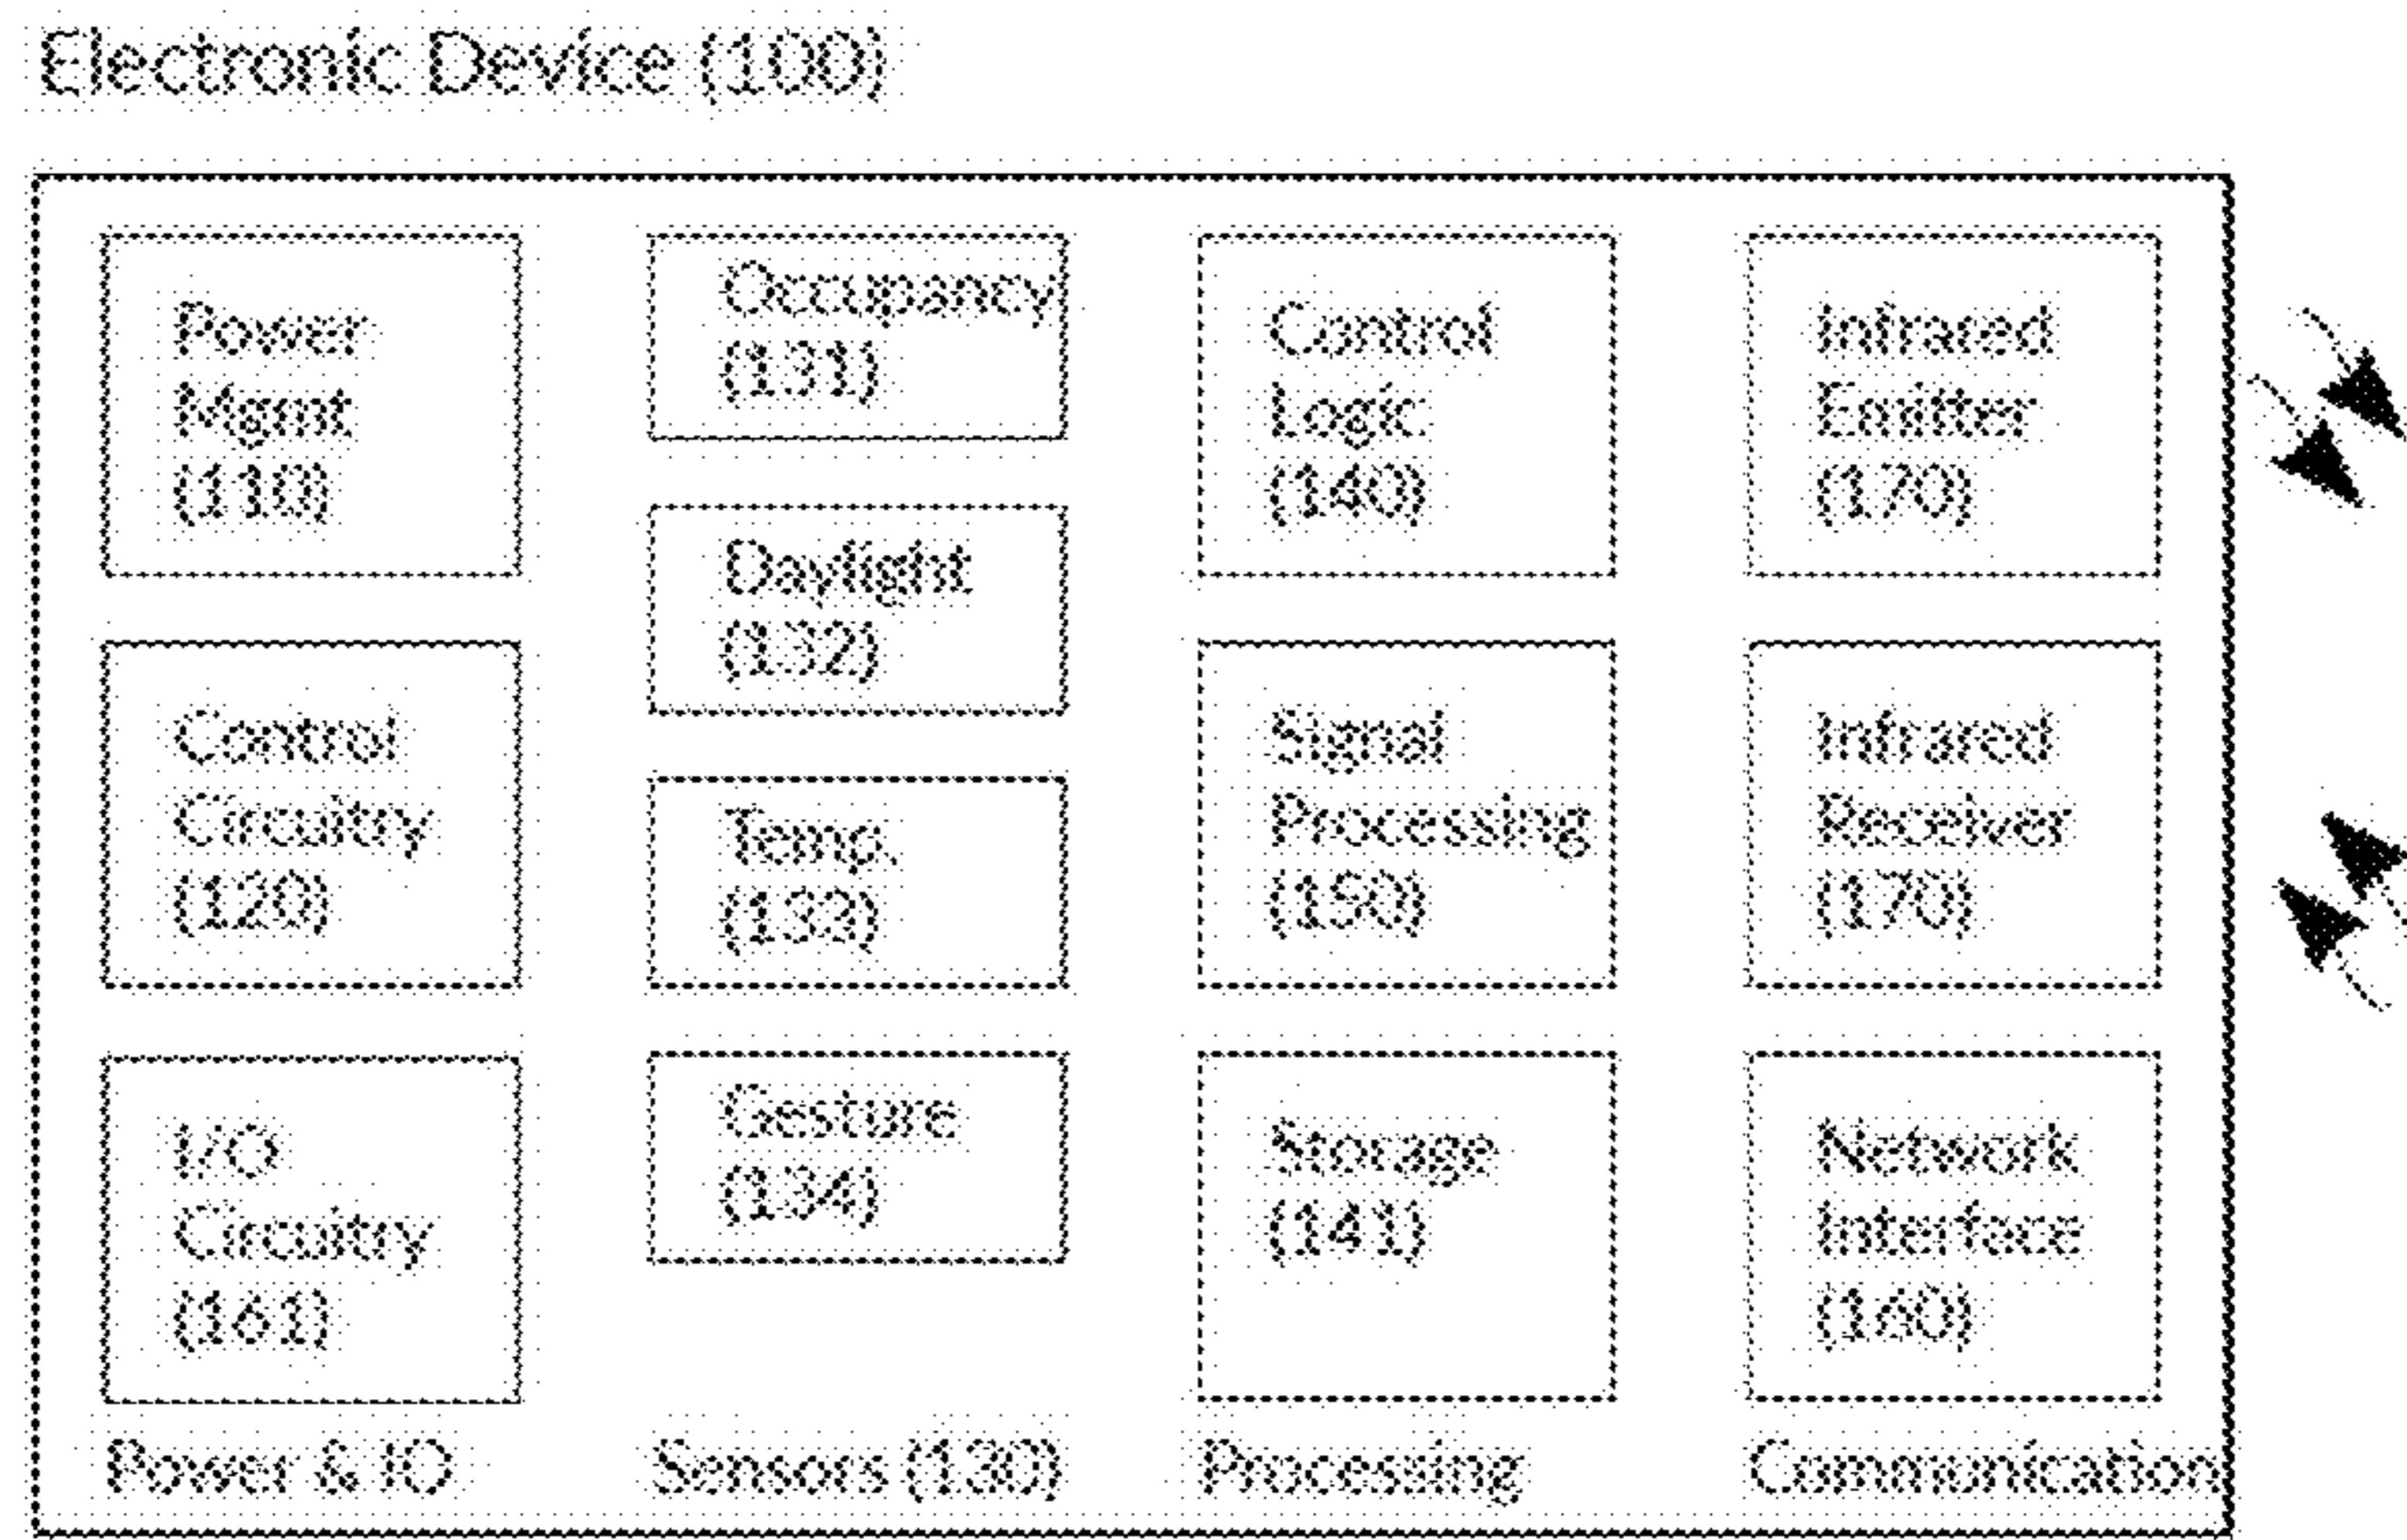 Electronic Device (100)
Power
Mgmt
(110)
Control
Circuitry
(120)
I/O
Circuitry
(161)
Power & IO
Occupancy
(131)
Daylight
(132)
Temp.
(133)
Gesture
(134)
Sensors (130)
Control
Logic
(140)
Signal
Processing
(150)
Storage
(141)
Processing
Infrared
Emitter
(170)
Infrared
Receiver
(170)
Network
Interface
(160)
Communication